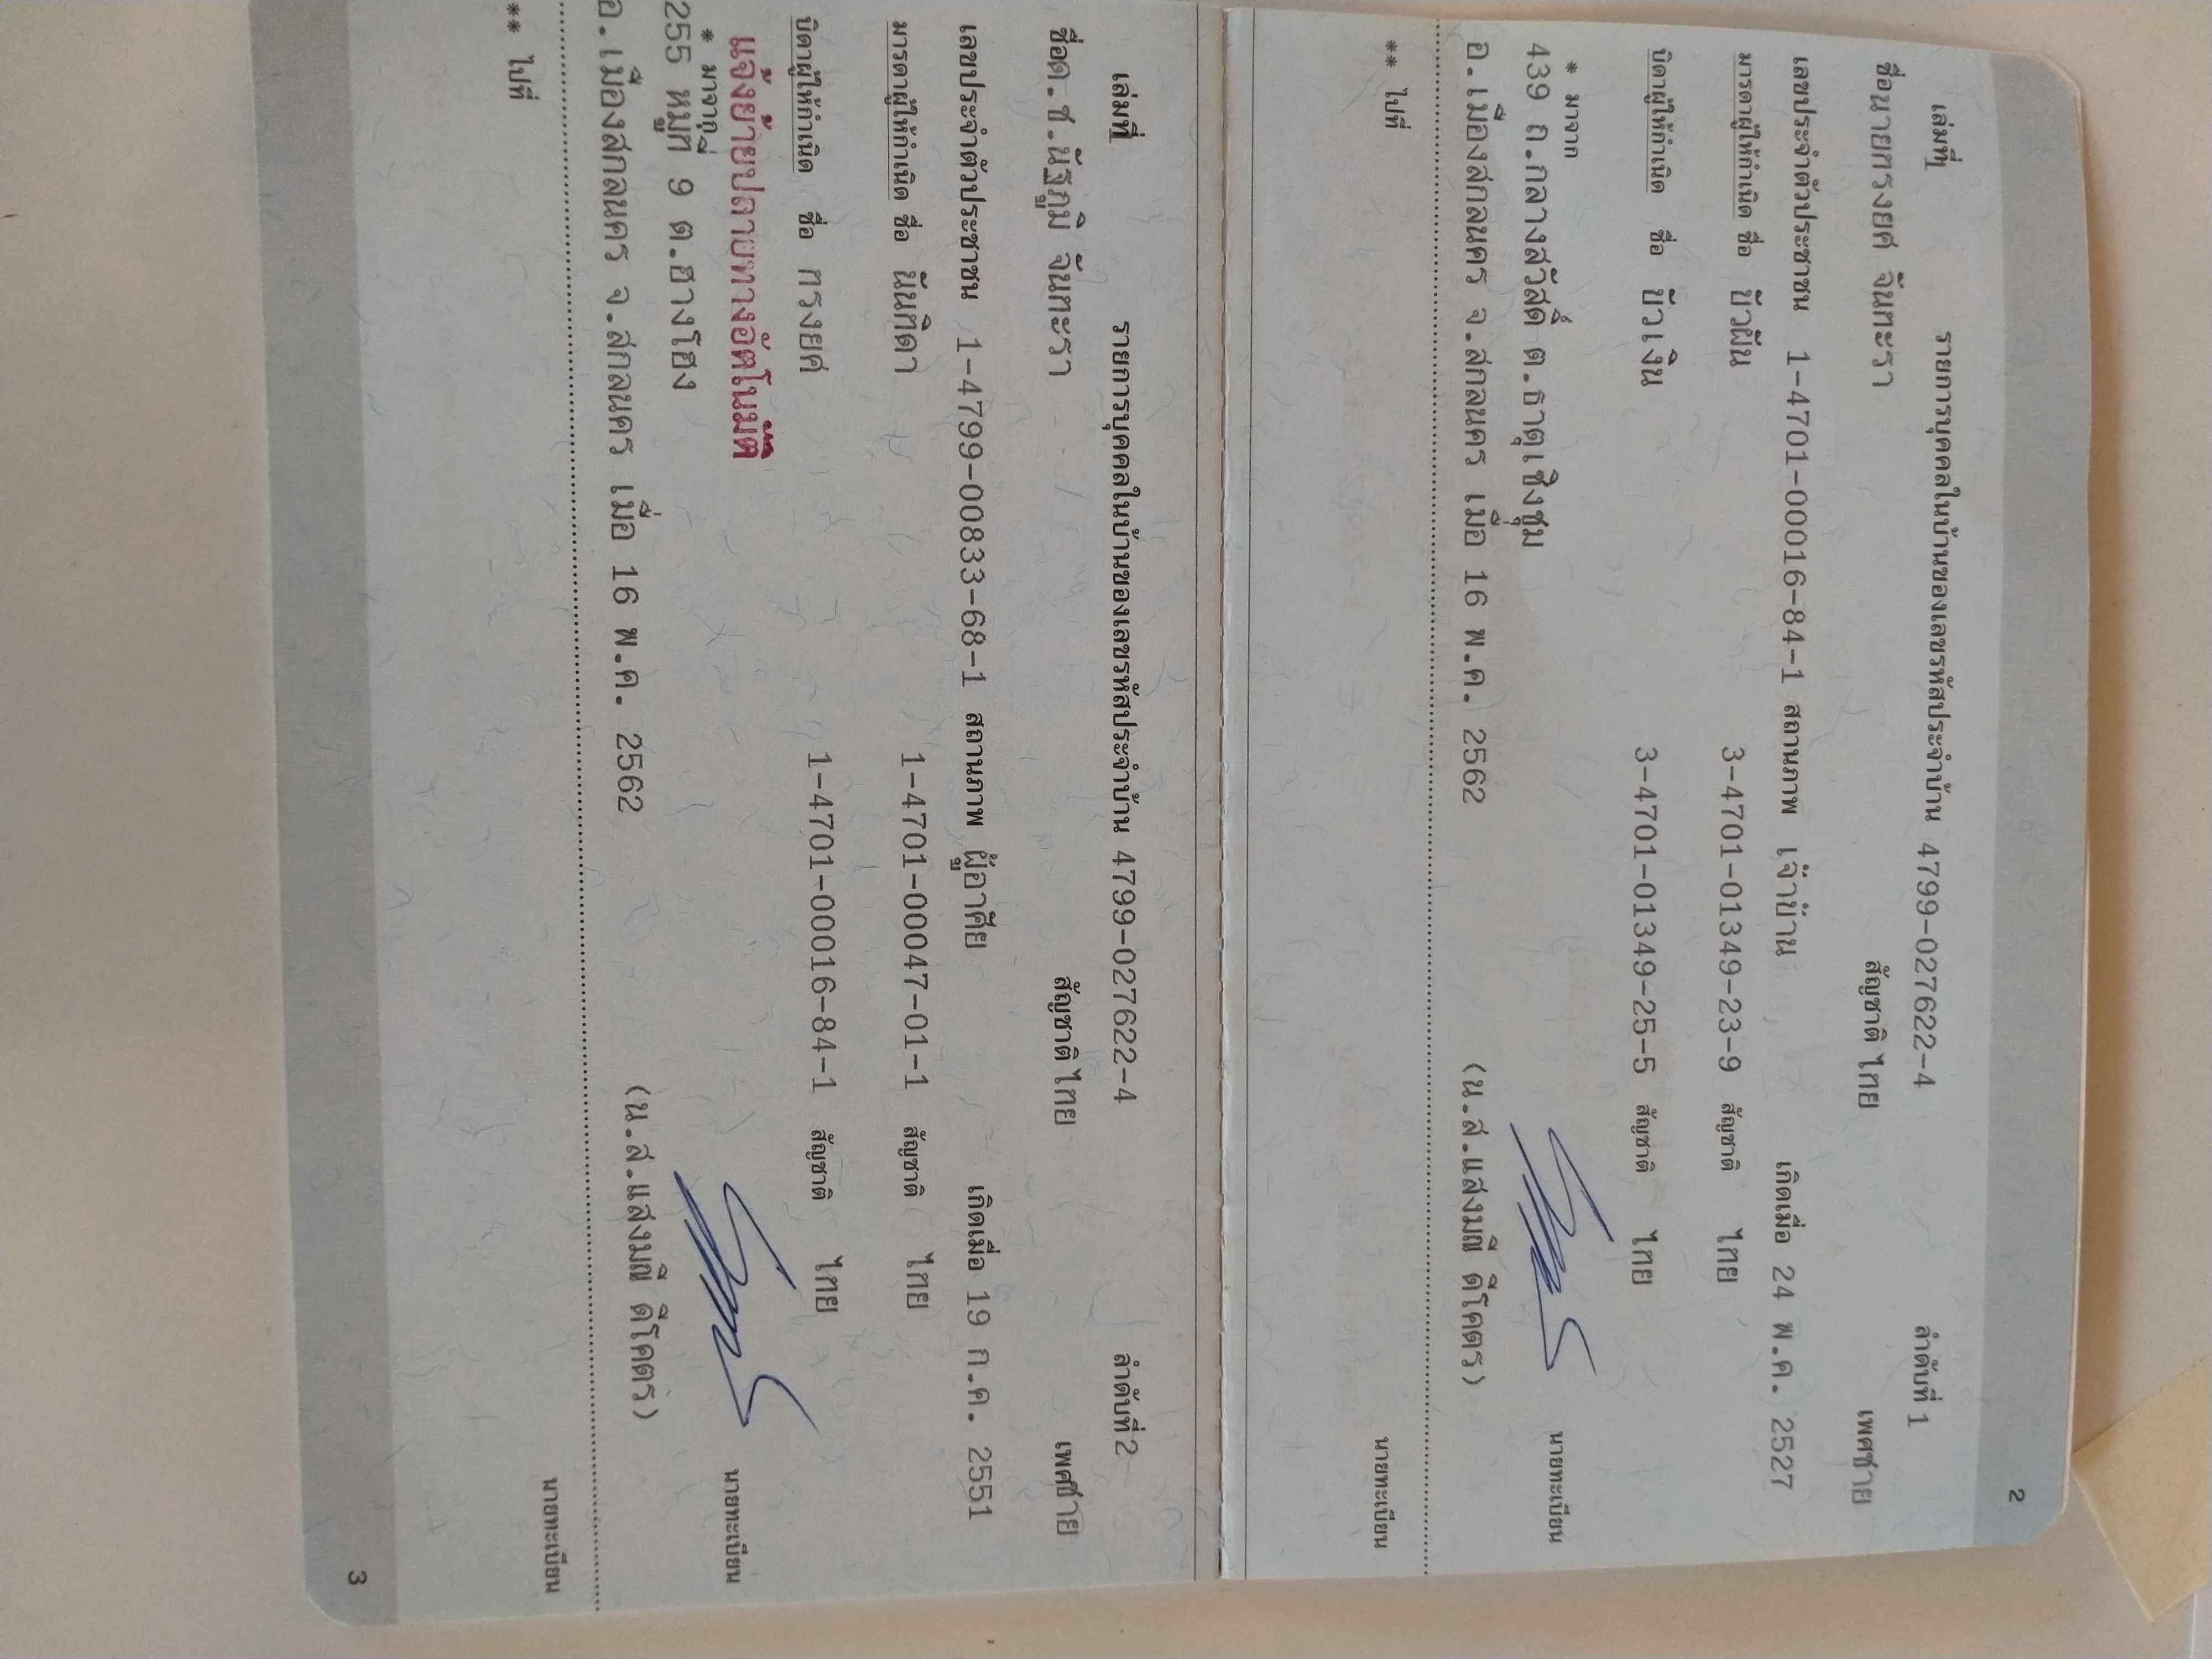 2
เล่มที่ 1 รายการบุคคลในบ้านของเลขรหัสประจำบ้าน 4799-027622-4 ลำดับที่ 1
ชื่อ นายทรงยศ จันทะรา สัญชาติ ไทย เพศ ชาย
เลขประจำตัวประชาชน 1-4701-00016-84-1 สถานภาพ เจ้าบ้าน เกิดเมื่อ 24 พ.ค. 2527
มารดาผู้ให้กำเนิด ชื่อ บัวผัน 3-4701-01349-23-9 สัญชาติ ไทย
บิดาผู้ให้กำเนิด ชื่อ บัวเงิน 3-4701-01349-25-5 สัญชาติ ไทย
* มาจาก
439 ถ.กลางสวัสดิ์ ต.ธาตุเชิงชุม นายทะเบียน
อ.เมืองสกลนคร จ.สกลนคร เมื่อ 16 พ.ค. 2562 (น.ส.แสงมณี ดีโคตร)
** ไปที่ นายทะเบียน
เล่มที่ 1 รายการบุคคลในบ้านของเลขรหัสประจำบ้าน 4799-027622-4 ลำดับที่ 2
ชื่อ ด.ช.นัฐภูมิ จันทะรา สัญชาติ ไทย เพศ ชาย
เลขประจำตัวประชาชน 1-4799-00833-68-1 สถานภาพ ผู้อาศัย เกิดเมื่อ 19 ก.ค. 2551
มารดาผู้ให้กำเนิด ชื่อ นันทิดา 1-4701-00047-01-1 สัญชาติ ไทย
บิดาผู้ให้กำเนิด ชื่อ ทรงยศ 1-4701-00016-84-1 สัญชาติ ไทย
แจ้งย้ายปลายทางอัตโนมัติ
* มาจาก
255 หมู่ที่ 9 ต.ฮางโฮง นายทะเบียน
อ.เมืองสกลนคร จ.สกลนคร เมื่อ 16 พ.ค. 2562 (น.ส.แสงมณี ดีโคตร)
** ไปที่ นายทะเบียน
3